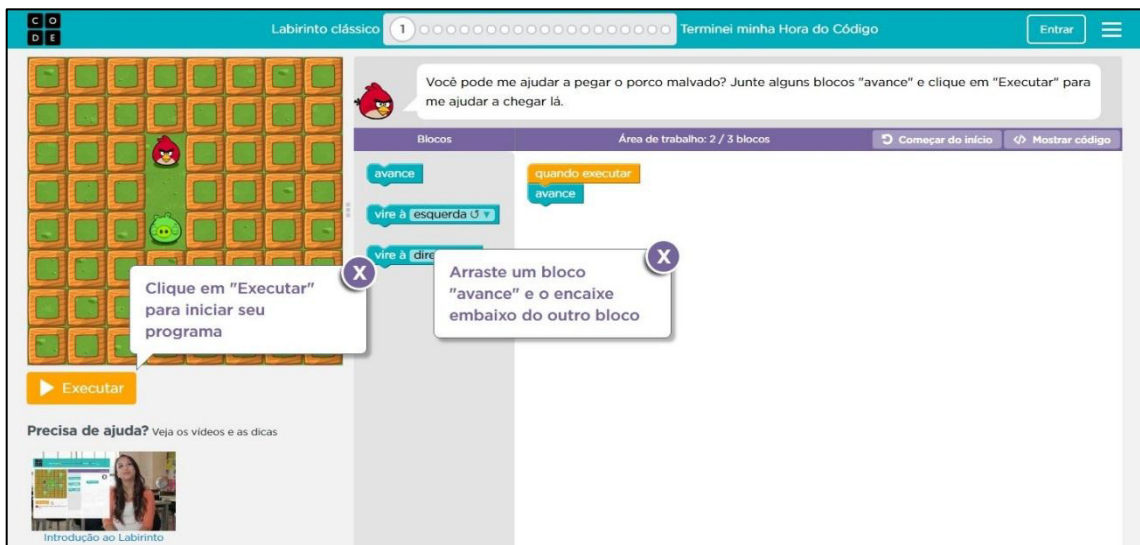 C O
D E
Labirinto clássico
1
Terminei minha Hora do Código
Entrar
Você pode me ajudar a pegar o porco malvado? Junte alguns blocos "avance" e clique em "Executar" para
me ajudar a chegar lá.
Blocos
Área de trabalho: 2 / 3 blocos
Começar do início
</> Mostrar código
avance
vire à esquerda ↺ ▼
vire à dire
quando executar
avance
Clique em "Executar"
para iniciar seu
programa
X
Arraste um bloco
"avance" e o encaixe
embaixo do outro bloco
X
Executar
Precisa de ajuda? Veja os vídeos e as dicas
Introdução ao Labirinto